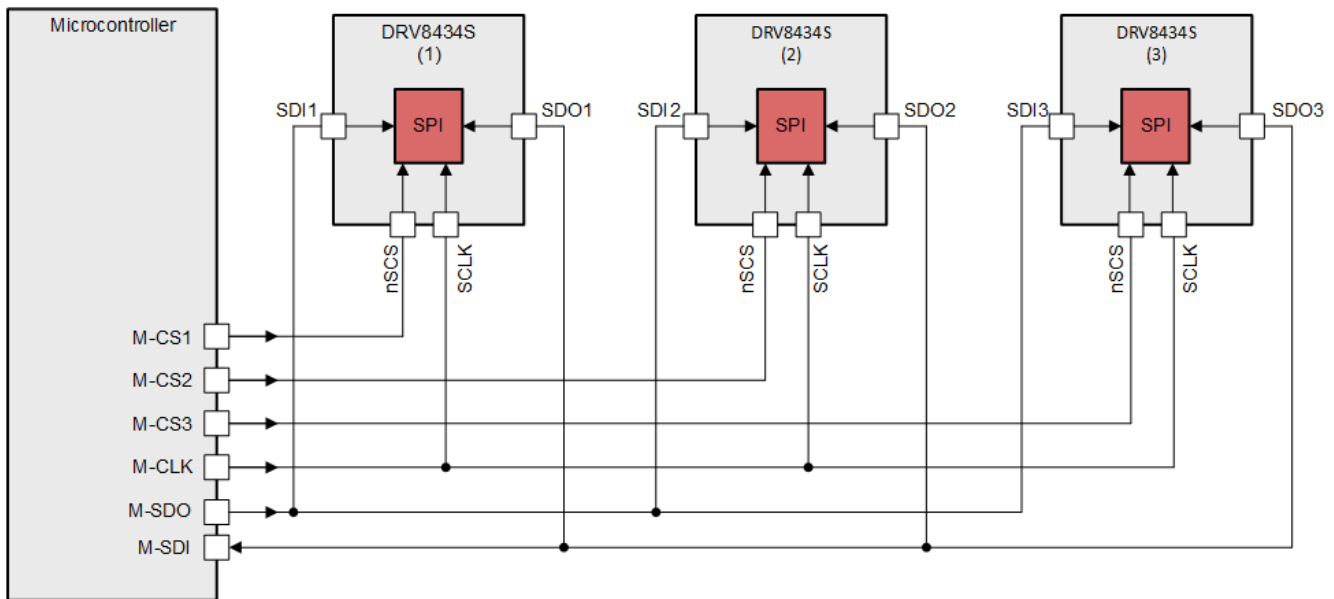 Microcontroller
DRV8434S
(1)
DRV8434S
(2)
DRV8434S
(3)
SDI1
SPI
SDO1
SDI2
SPI
SDO2
SDI3
SPI
SDO3
nSCS
SCLK
nSCS
SCLK
nSCS
SCLK
M-CS1
M-CS2
M-CS3
M-CLK
M-SDO
M-SDI